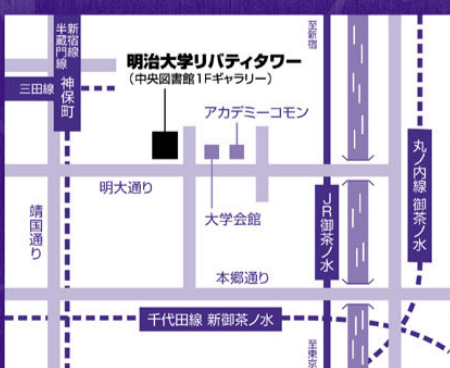 新宿線
半蔵門線
神保町
三田線
至新宿
明治大学リバティタワー
(中央図書館1Fギャラリー)
アカデミーコモン
明大通り
大学会館
靖国通り
JR御茶ノ水
丸ノ内線 御茶ノ水
本郷通り
千代田線 新御茶ノ水
至東京